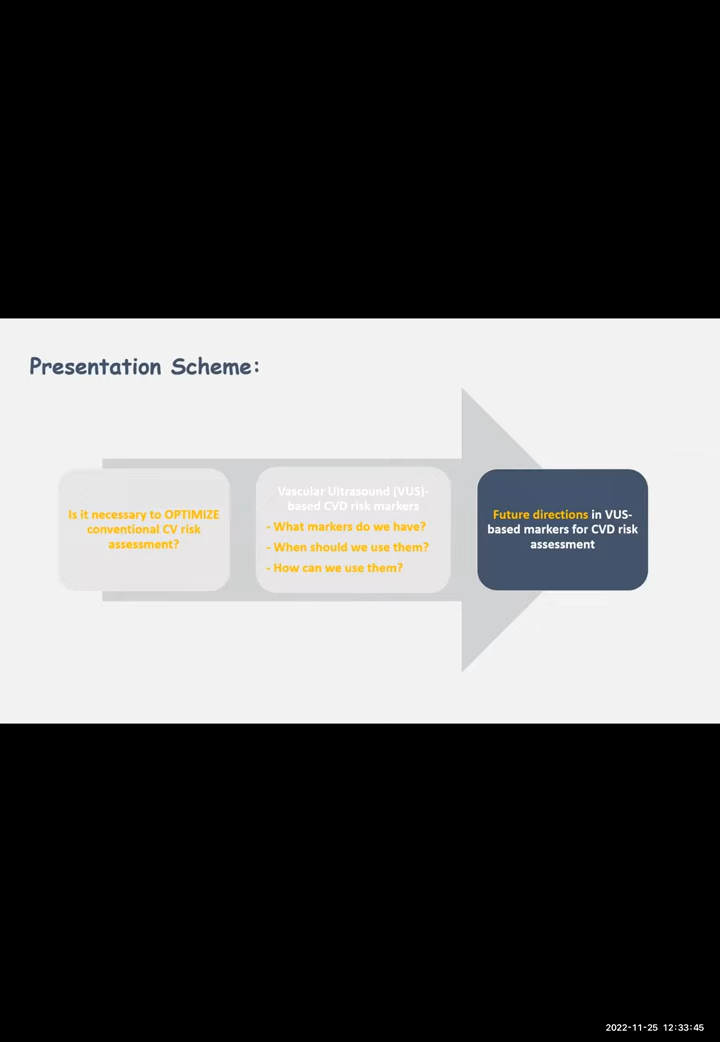 Presentation Scheme:
Is it necessary to OPTIMIZE
conventional CV risk
assessment?
Vascular Ultrasound (VUS)-
based CVD risk markers
- What markers do we have?
- When should we use them?
- How can we use them?
Future directions in VUS-
based markers for CVD risk
assessment
2022-11-25 12:33:45